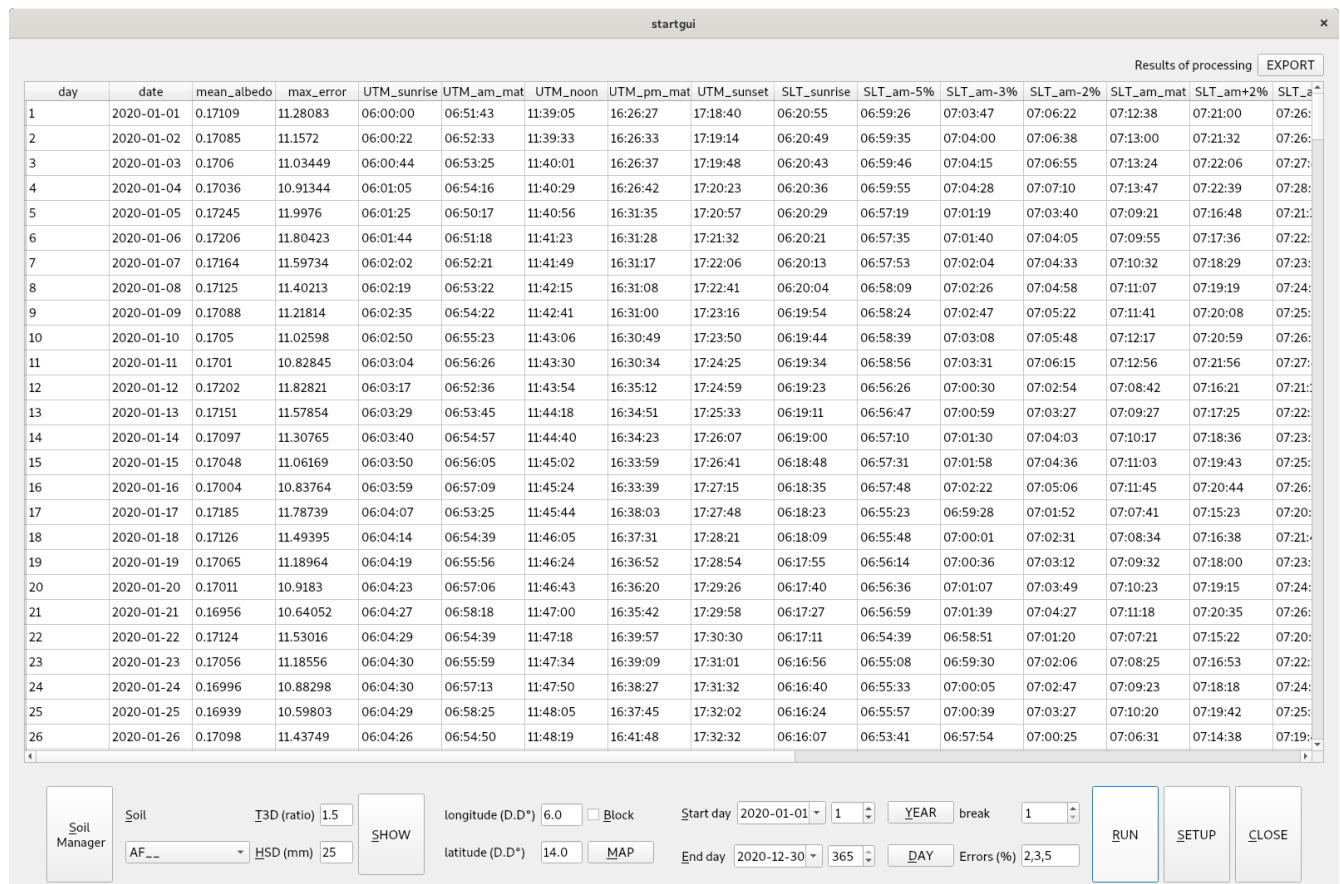 startgui ×
Results of processing EXPORT
day date mean_albedo max_error UTM_sunrise UTM_am_mat UTM_noon UTM_pm_mat UTM_sunset SLT_sunrise SLT_am-5% SLT_am-3% SLT_am-2% SLT_am_mat SLT_am+2% SLT_a
1 2020-01-01 0.17109 11.28083 06:00:00 06:51:43 11:39:05 16:26:27 17:18:40 06:20:55 06:59:26 07:03:47 07:06:22 07:12:38 07:21:00 07:26:
2 2020-01-02 0.17085 11.1572 06:00:22 06:52:33 11:39:33 16:26:33 17:19:14 06:20:49 06:59:35 07:04:00 07:06:38 07:13:00 07:21:32 07:26:
3 2020-01-03 0.1706 11.03449 06:00:44 06:53:25 11:40:01 16:26:37 17:19:48 06:20:43 06:59:46 07:04:15 07:06:55 07:13:24 07:22:06 07:27:
4 2020-01-04 0.17036 10.91344 06:01:05 06:54:16 11:40:29 16:26:42 17:20:23 06:20:36 06:59:55 07:04:28 07:07:10 07:13:47 07:22:39 07:28:
5 2020-01-05 0.17245 11.9976 06:01:25 06:50:17 11:40:56 16:31:35 17:20:57 06:20:29 06:57:19 07:01:19 07:03:40 07:09:21 07:16:48 07:21:
6 2020-01-06 0.17206 11.80423 06:01:44 06:51:18 11:41:23 16:31:28 17:21:32 06:20:21 06:57:35 07:01:40 07:04:05 07:09:55 07:17:36 07:22:
7 2020-01-07 0.17164 11.59734 06:02:02 06:52:21 11:41:49 16:31:17 17:22:06 06:20:13 06:57:53 07:02:04 07:04:33 07:10:32 07:18:29 07:23:
8 2020-01-08 0.17125 11.40213 06:02:19 06:53:22 11:42:15 16:31:08 17:22:41 06:20:04 06:58:09 07:02:26 07:04:58 07:11:07 07:19:19 07:24:
9 2020-01-09 0.17088 11.21814 06:02:35 06:54:22 11:42:41 16:31:00 17:23:16 06:19:54 06:58:24 07:02:47 07:05:22 07:11:41 07:20:08 07:25:
10 2020-01-10 0.1705 11.02598 06:02:50 06:55:23 11:43:06 16:30:49 17:23:50 06:19:44 06:58:39 07:03:08 07:05:48 07:12:17 07:20:59 07:26:
11 2020-01-11 0.1701 10.82845 06:03:04 06:56:26 11:43:30 16:30:34 17:24:25 06:19:34 06:58:56 07:03:31 07:06:15 07:12:56 07:21:56 07:27:
12 2020-01-12 0.17202 11.82821 06:03:17 06:52:36 11:43:54 16:35:12 17:24:59 06:19:23 06:56:26 07:00:30 07:02:54 07:08:42 07:16:21 07:21:
13 2020-01-13 0.17151 11.57854 06:03:29 06:53:45 11:44:18 16:34:51 17:25:33 06:19:11 06:56:47 07:00:59 07:03:27 07:09:27 07:17:25 07:22:
14 2020-01-14 0.17097 11.30765 06:03:40 06:54:57 11:44:40 16:34:23 17:26:07 06:19:00 06:57:10 07:01:30 07:04:03 07:10:17 07:18:36 07:23:
15 2020-01-15 0.17048 11.06169 06:03:50 06:56:05 11:45:02 16:33:59 17:26:41 06:18:48 06:57:31 07:01:58 07:04:36 07:11:03 07:19:43 07:25:
16 2020-01-16 0.17004 10.83764 06:03:59 06:57:09 11:45:24 16:33:39 17:27:15 06:18:35 06:57:48 07:02:22 07:05:06 07:11:45 07:20:44 07:26:
17 2020-01-17 0.17185 11.78739 06:04:07 06:53:25 11:45:44 16:38:03 17:27:48 06:18:23 06:55:23 06:59:28 07:01:52 07:07:41 07:15:23 07:20:
18 2020-01-18 0.17126 11.49395 06:04:14 06:54:39 11:46:05 16:37:31 17:28:21 06:18:09 06:55:48 07:00:01 07:02:31 07:08:34 07:16:38 07:21:
19 2020-01-19 0.17065 11.18964 06:04:19 06:55:56 11:46:24 16:36:52 17:28:54 06:17:55 06:56:14 07:00:36 07:03:12 07:09:32 07:18:00 07:23:
20 2020-01-20 0.17011 10.9183 06:04:23 06:57:06 11:46:43 16:36:20 17:29:26 06:17:40 06:56:36 07:01:07 07:03:49 07:10:23 07:19:15 07:24:
21 2020-01-21 0.16956 10.64052 06:04:27 06:58:18 11:47:00 16:35:42 17:29:58 06:17:27 06:56:59 07:01:39 07:04:27 07:11:18 07:20:35 07:26:
22 2020-01-22 0.17124 11.53016 06:04:29 06:54:39 11:47:18 16:39:57 17:30:30 06:17:11 06:54:39 06:58:51 07:01:20 07:07:21 07:15:22 07:20:
23 2020-01-23 0.17056 11.18556 06:04:30 06:55:59 11:47:34 16:39:09 17:31:01 06:16:56 06:55:08 06:59:30 07:02:06 07:08:25 07:16:53 07:22:
24 2020-01-24 0.16996 10.88298 06:04:30 06:57:13 11:47:50 16:38:27 17:31:32 06:16:40 06:55:33 07:00:05 07:02:47 07:09:23 07:18:18 07:24:
25 2020-01-25 0.16939 10.59803 06:04:29 06:58:25 11:48:05 16:37:45 17:32:02 06:16:24 06:55:57 07:00:39 07:03:27 07:10:20 07:19:42 07:25:
26 2020-01-26 0.17098 11.43749 06:04:26 06:54:50 11:48:19 16:41:48 17:32:32 06:16:07 06:53:41 06:57:54 07:00:25 07:06:31 07:14:38 07:19:
Soil Manager
Soil T3D (ratio) 1.5 SHOW longitude (D.D°) 6.0 Block Start day 2020-01-01 1 YEAR break 1 RUN SETUP CLOSE
AF__ HSD (mm) 25 latitude (D.D°) 14.0 MAP End day 2020-12-30 365 DAY Errors (%) 2,3,5